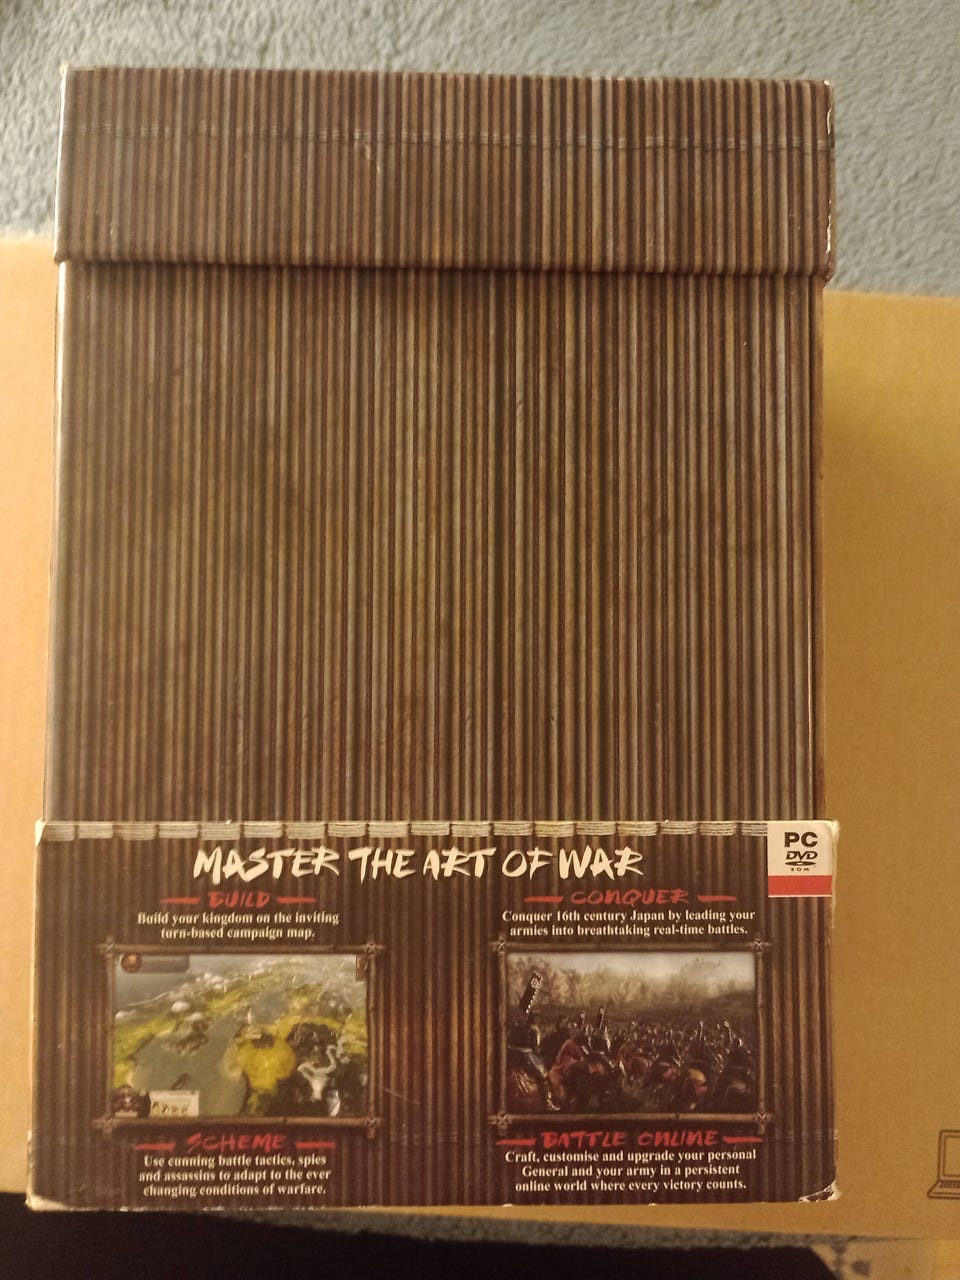 MASTER THE ART OF WAR
PC
DVD
ROM
BUILD
Build your kingdom on the inviting
turn-based campaign map.
CONQUER
Conquer 16th century Japan by leading your
armies into breathtaking real-time battles.
SCHEME
Use cunning battle tactics, spies
and assassins to adapt to the ever
changing conditions of warfare.
BATTLE ONLINE
Craft, customise and upgrade your personal
General and your army in a persistent
online world where every victory counts.